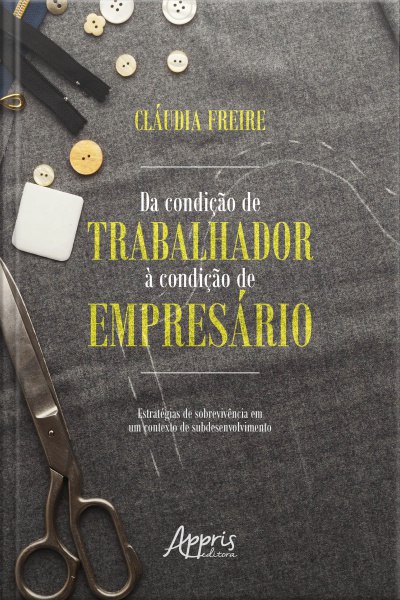 CLÁUDIA FREIRE
Da condição de
TRABALHADOR
à condição de
EMPRESÁRIO
Estratégias de sobrevivência em
um contexto de subdesenvolvimento
Appris
editora